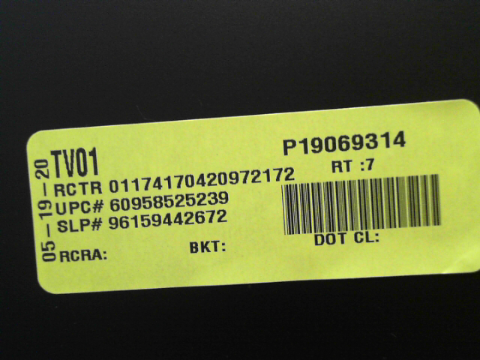 05-19-20
TV01
P19069314
RCTR 01174170420972172
RT :7
UPC# 60958525239
SLP# 96159442672
RCRA:
BKT:
DOT CL: